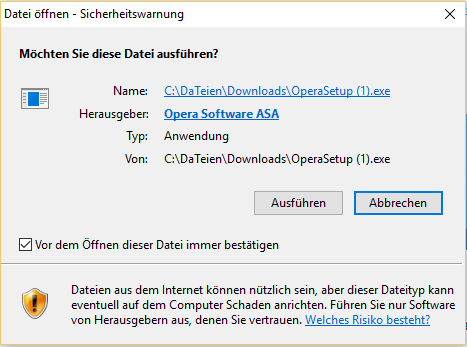 Datei öffnen - Sicherheitswarnung
Möchten Sie diese Datei ausführen?
Name: C:\DaTeien\Downloads\OperaSetup (1).exe
Herausgeber: Opera Software ASA
Typ: Anwendung
Von: C:\DaTeien\Downloads\OperaSetup (1).exe
Ausführen Abbrechen
Vor dem Öffnen dieser Datei immer bestätigen
Dateien aus dem Internet können nützlich sein, aber dieser Dateityp kann
eventuell auf dem Computer Schaden anrichten. Führen Sie nur Software
von Herausgebern aus, denen Sie vertrauen. Welches Risiko besteht?